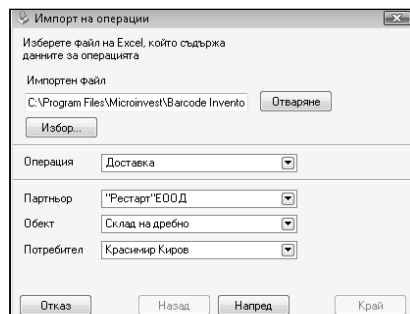 Импорт на операции
Изберете файл на Excel, който съдържа
данните за операцията
Импортен файл
C:\Program Files\Microinvest\Barcode Invento Отваряне
Избор...
Операция Доставка
Партньор "Рестарт"ЕООД
Обект Склад на дребно
Потребител Красимир Киров
Отказ Назад Напред Край